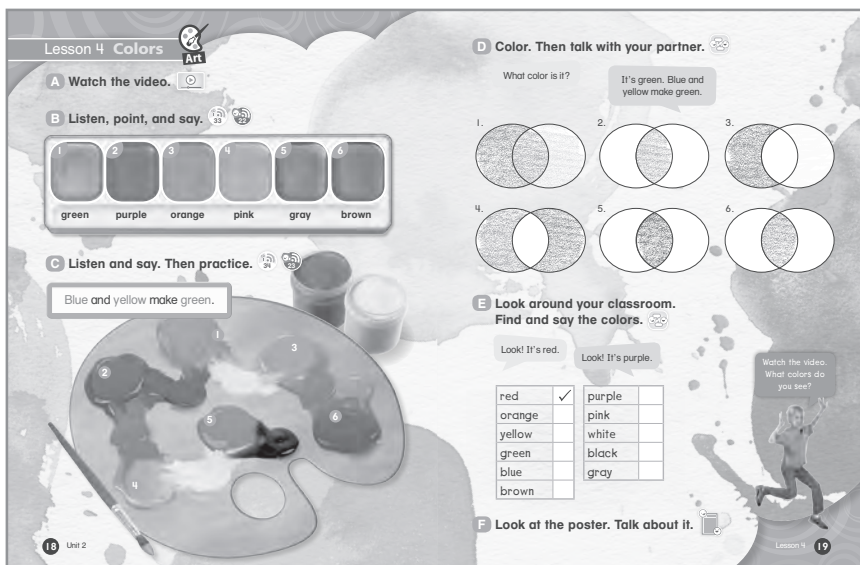 Lesson 4 Colors
Art
A Watch the video.
B Listen, point, and say. 33 22
1 2 3 4 5 6
green purple orange pink gray brown
C Listen and say. Then practice. 34 23
Blue and yellow make green.
1
2
3
4
5
6
18 Unit 2
D Color. Then talk with your partner.
What color is it?
It's green. Blue and
yellow make green.
1. 2. 3.
4. 5. 6.
E Look around your classroom.
Find and say the colors.
Look! It's red.
Look! It's purple.
red ✓ purple
orange pink
yellow white
green black
blue gray
brown
Watch the video.
What colors do
you see?
F Look at the poster. Talk about it.
Lesson 4 19